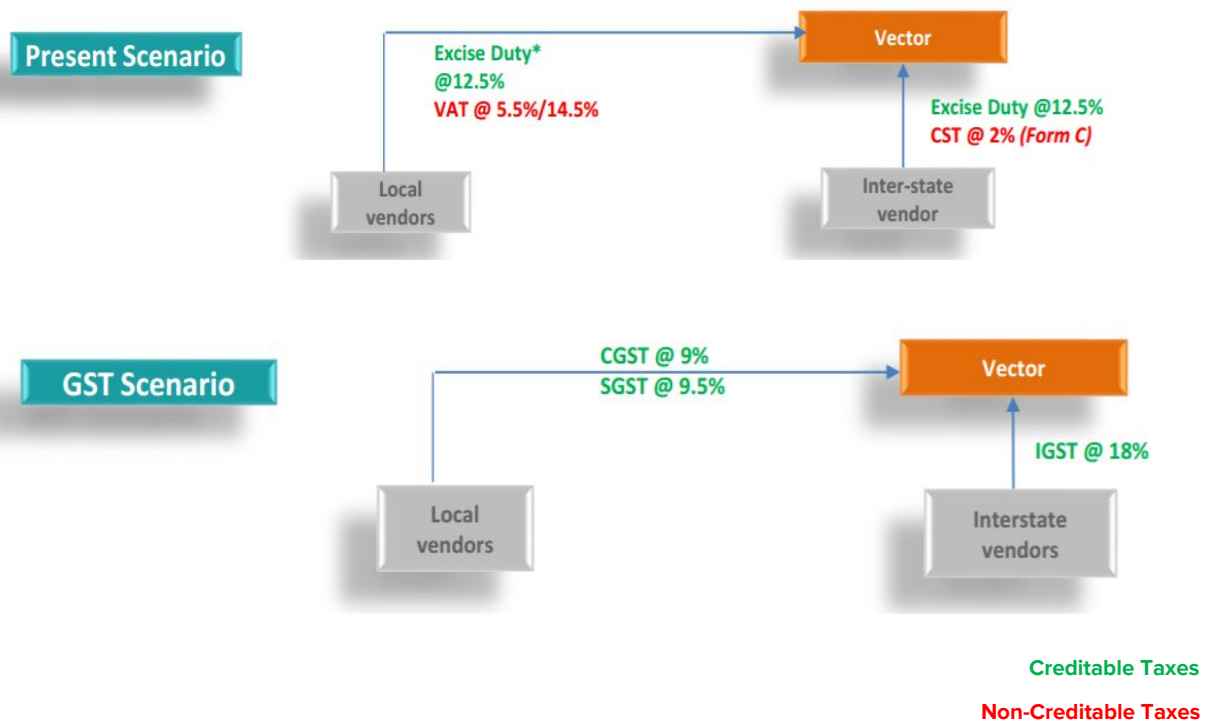 Present Scenario
Excise Duty*
@12.5%
VAT @ 5.5%/14.5%
Vector
Excise Duty @12.5%
CST @ 2% (Form C)
Local
vendors
Inter-state
vendor
GST Scenario
CGST @ 9%
SGST @ 9.5%
Vector
IGST @ 18%
Local
vendors
Interstate
vendors
Creditable Taxes
Non-Creditable Taxes